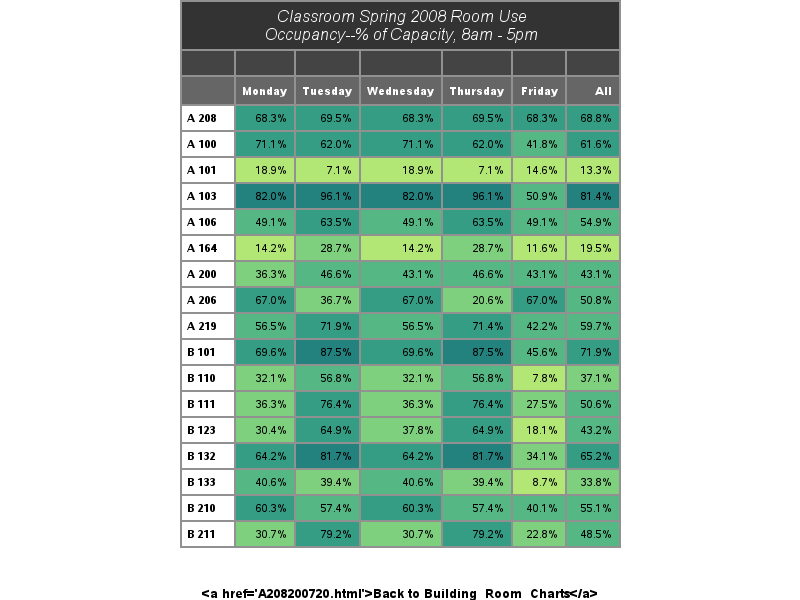 Classroom Spring 2008 Room Use
Occupancy--% of Capacity, 8am - 5pm
Monday Tuesday Wednesday Thursday Friday All
A 208 68.3% 69.5% 68.3% 69.5% 68.3% 68.8%
A 100 71.1% 62.0% 71.1% 62.0% 41.8% 61.6%
A 101 18.9% 7.1% 18.9% 7.1% 14.6% 13.3%
A 103 82.0% 96.1% 82.0% 96.1% 50.9% 81.4%
A 106 49.1% 63.5% 49.1% 63.5% 49.1% 54.9%
A 164 14.2% 28.7% 14.2% 28.7% 11.6% 19.5%
A 200 36.3% 46.6% 43.1% 46.6% 43.1% 43.1%
A 206 67.0% 36.7% 67.0% 20.6% 67.0% 50.8%
A 219 56.5% 71.9% 56.5% 71.4% 42.2% 59.7%
B 101 69.6% 87.5% 69.6% 87.5% 45.6% 71.9%
B 110 32.1% 56.8% 32.1% 56.8% 7.8% 37.1%
B 111 36.3% 76.4% 36.3% 76.4% 27.5% 50.6%
B 123 30.4% 64.9% 37.8% 64.9% 18.1% 43.2%
B 132 64.2% 81.7% 64.2% 81.7% 34.1% 65.2%
B 133 40.6% 39.4% 40.6% 39.4% 8.7% 33.8%
B 210 60.3% 57.4% 60.3% 57.4% 40.1% 55.1%
B 211 30.7% 79.2% 30.7% 79.2% 22.8% 48.5%
<a href='A208200720.html'>Back to Building_Room_Charts</a>